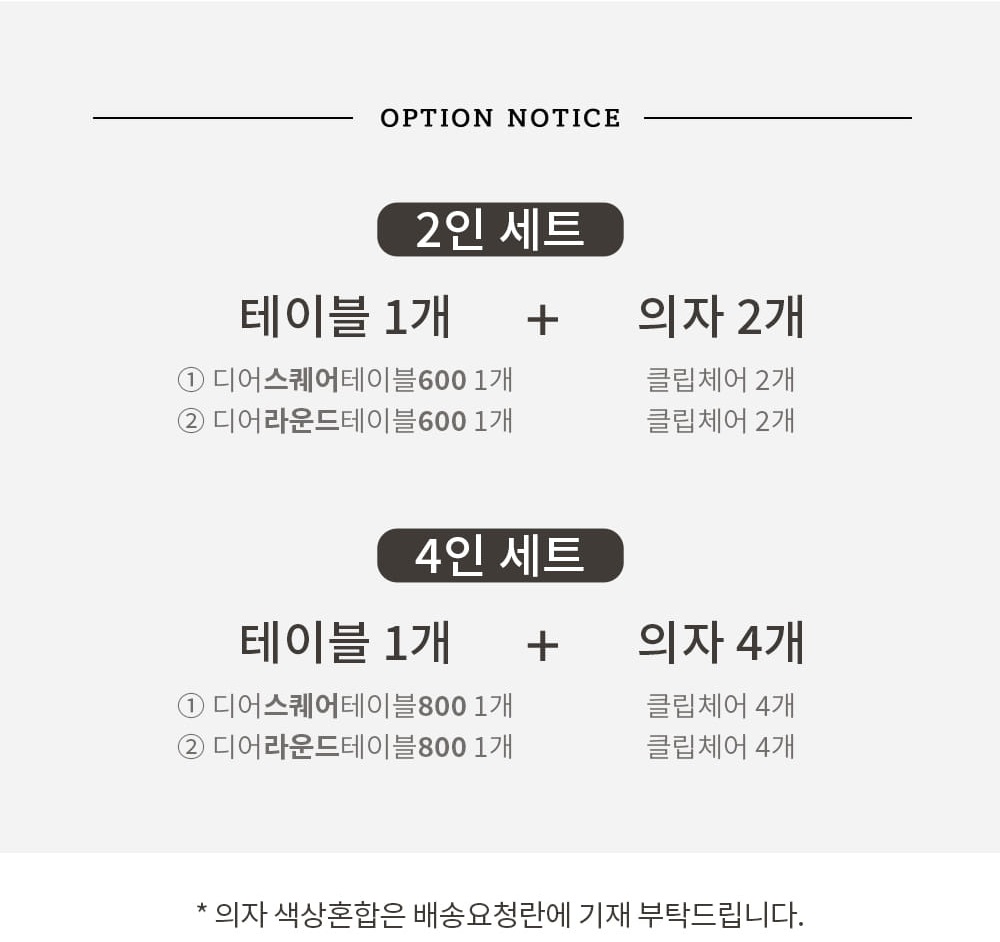 OPTION NOTICE
2인 세트
테이블 1개 + 의자 2개
① 디어스퀘어테이블600 1개 클립체어 2개
② 디어라운드테이블600 1개 클립체어 2개
4인 세트
테이블 1개 + 의자 4개
① 디어스퀘어테이블800 1개 클립체어 4개
② 디어라운드테이블800 1개 클립체어 4개
* 의자 색상혼합은 배송요청란에 기재 부탁드립니다.